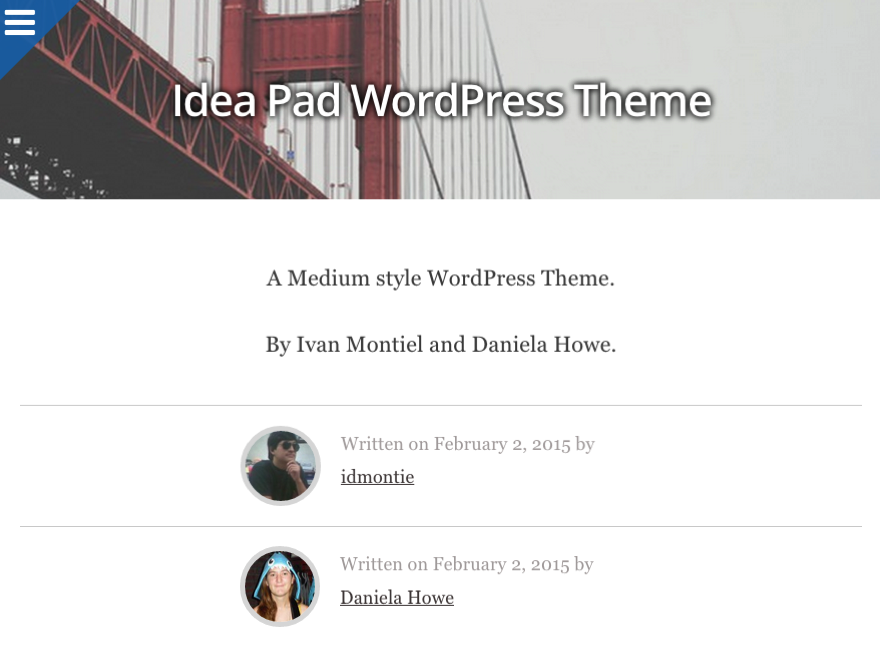 Idea Pad WordPress Theme
A Medium style WordPress Theme.
By Ivan Montiel and Daniela Howe.
Written on February 2, 2015 by
idmontie
Written on February 2, 2015 by
Daniela Howe